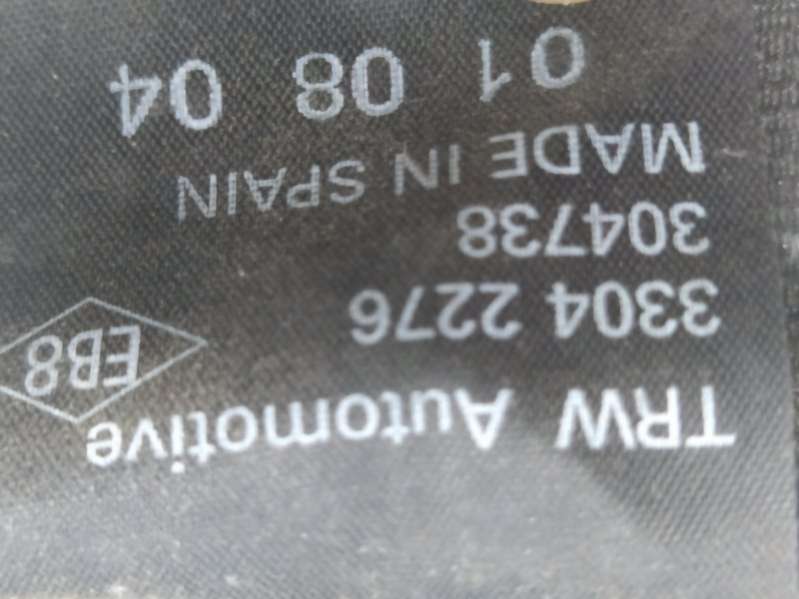 TRW Automotive
EB8
3304 2276
304738
MADE IN SPAIN
01 08 04